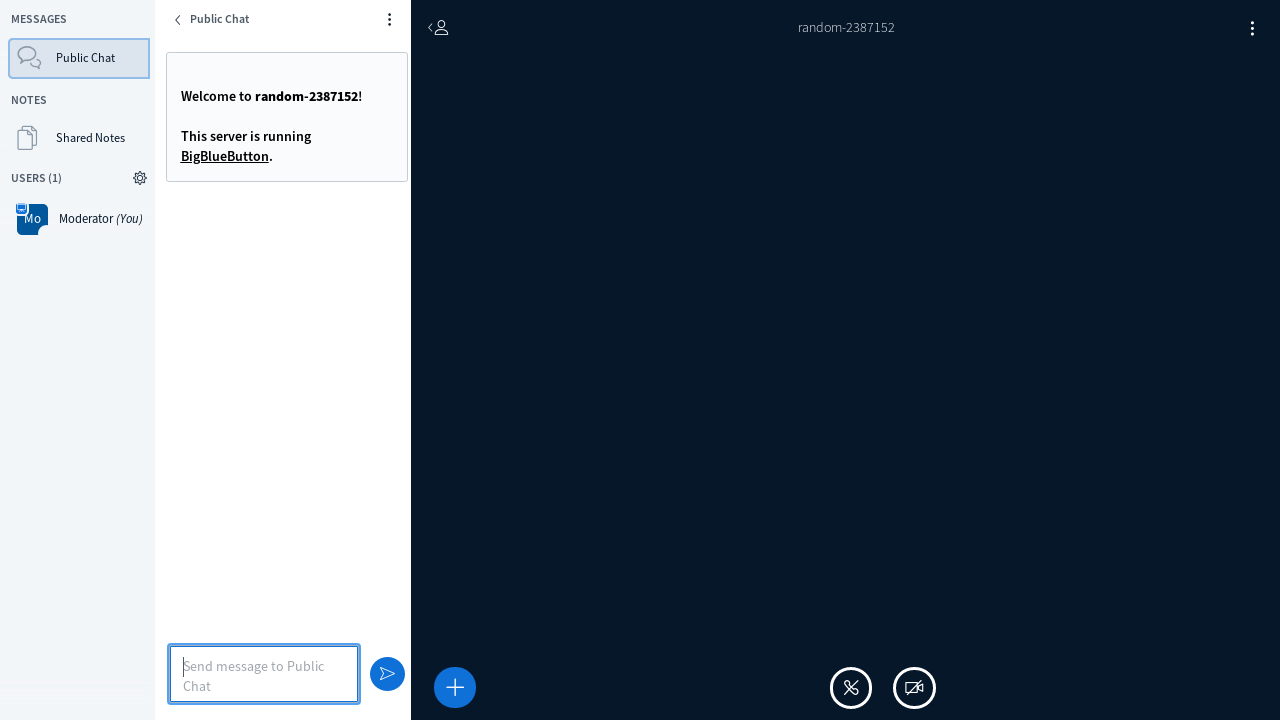 MESSAGES
Public Chat
NOTES
Shared Notes
USERS (1)
Mo
Moderator (You)
Public Chat
Welcome to random-2387152!
This server is running
BigBlueButton.
Send message to Public
Chat
random-2387152